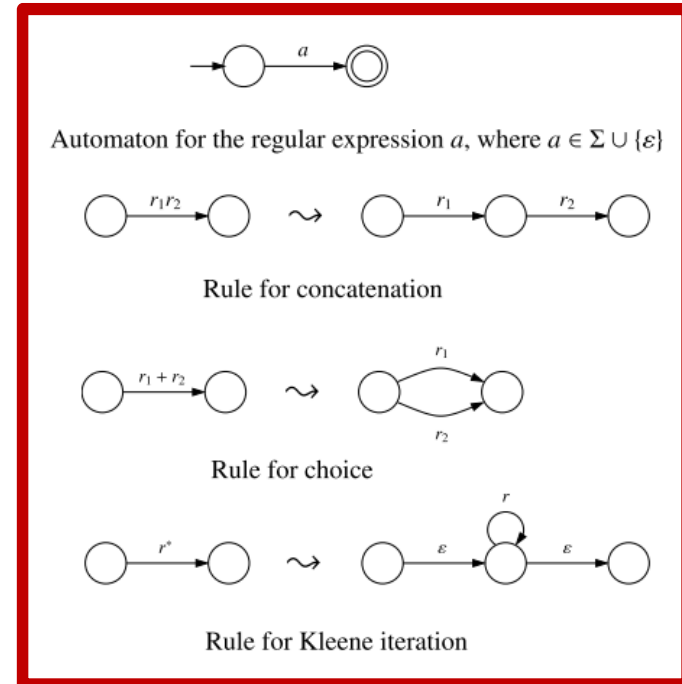 a
Automaton for the regular expression a, where a ∈ Σ ∪ {ε}
r₁r₂ ⤳ r₁ r₂
Rule for concatenation
r₁ + r₂ ⤳ r₁
r₂
Rule for choice
r
r* ⤳ ε ε
Rule for Kleene iteration